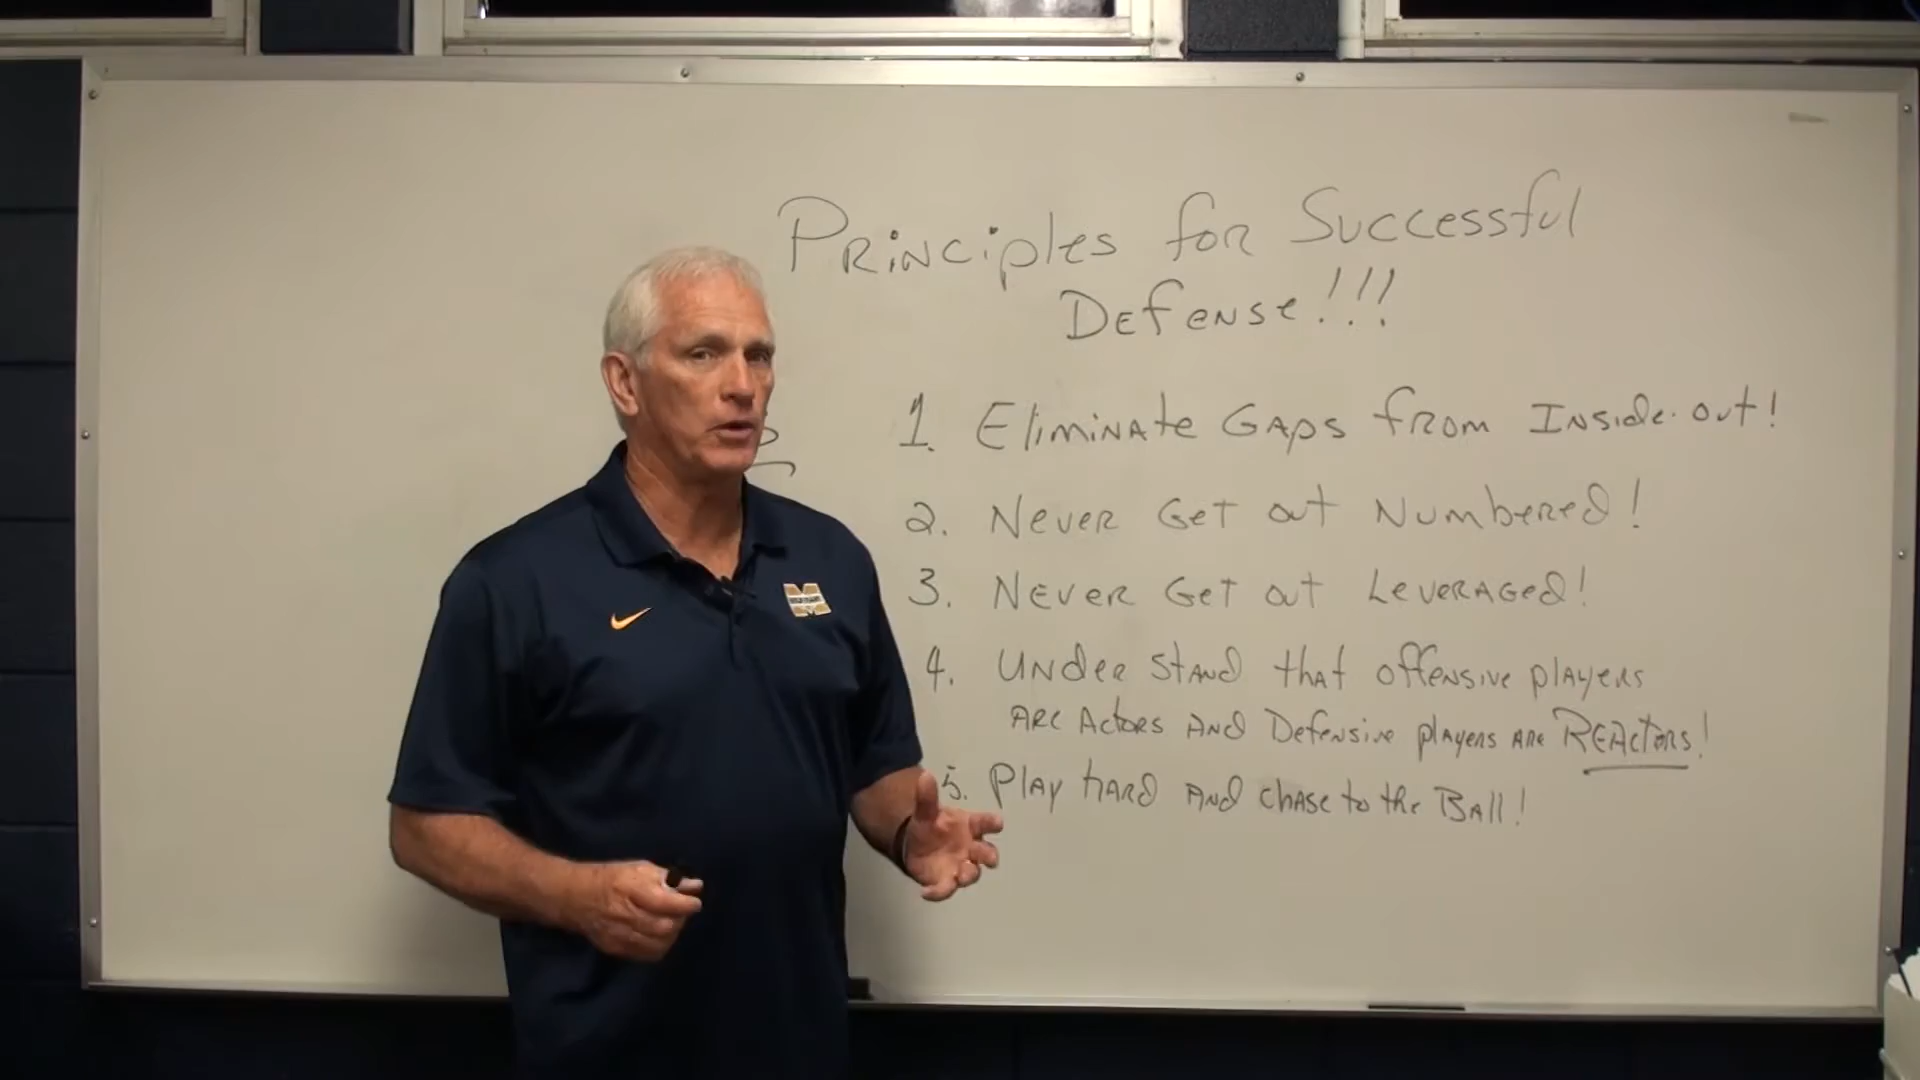 Principles for Successful
Defense!!!
1. Eliminate Gaps from Inside-out!
2. Never Get out Numbered!
3. Never Get out Leveraged!
4. Under stand that offensive players
are Actors and Defensive players are REActors!
5. Play hard and chase to the Ball!
M